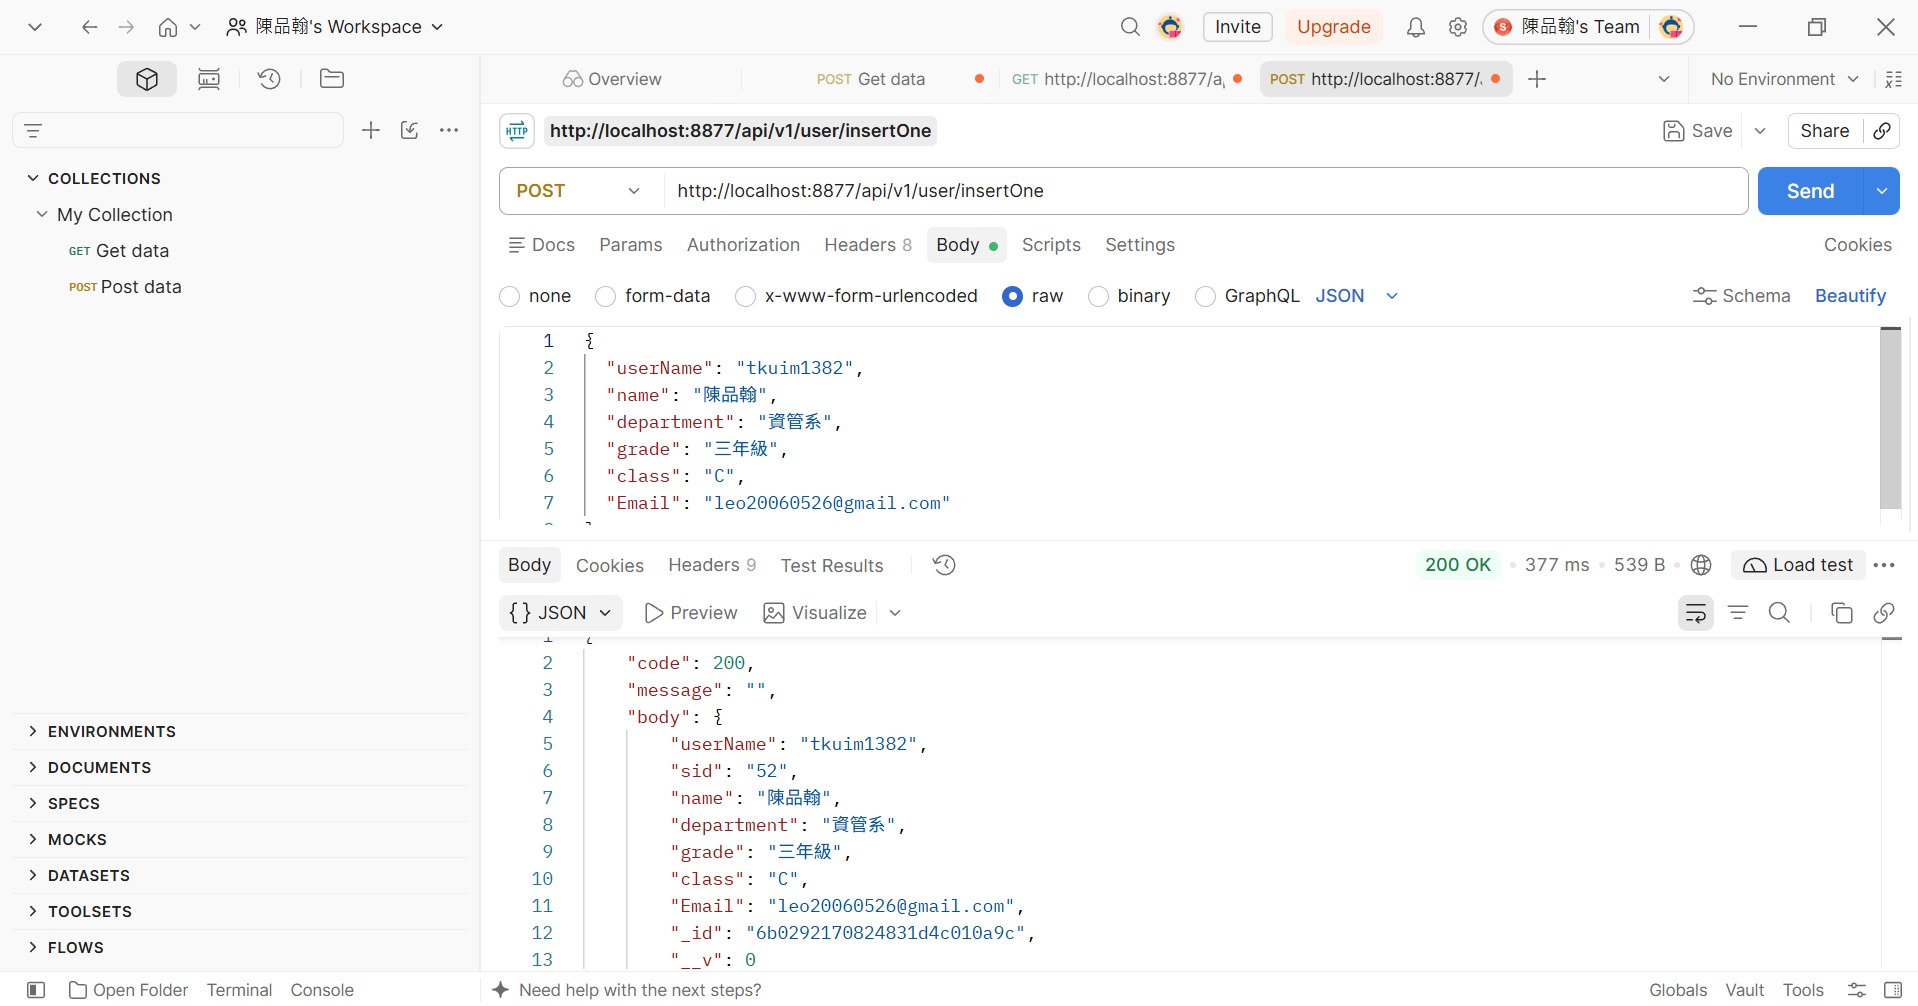 陳品翰's Workspace
Invite
Upgrade
S
陳品翰's Team
Overview
POST Get data
GET http://localhost:8877/a
POST http://localhost:8877/
No Environment
COLLECTIONS
My Collection
GET Get data
POST Post data
ENVIRONMENTS
DOCUMENTS
SPECS
MOCKS
DATASETS
TOOLSETS
FLOWS
HTTP
http://localhost:8877/api/v1/user/insertOne
Save
Share
POST
http://localhost:8877/api/v1/user/insertOne
Send
Docs Params Authorization Headers 8 Body Scripts Settings
Cookies
none form-data x-www-form-urlencoded raw binary GraphQL JSON
Schema Beautify
1 {
2 "userName": "tkuim1382",
3 "name": "陳品翰",
4 "department": "資管系",
5 "grade": "三年級",
6 "class": "C",
7 "Email": "leo20060526@gmail.com"
Body Cookies Headers 9 Test Results
200 OK • 377 ms • 539 B •
Load test
{} JSON Preview Visualize
2 "code": 200,
3 "message": "",
4 "body": {
5 "userName": "tkuim1382",
6 "sid": "52",
7 "name": "陳品翰",
8 "department": "資管系",
9 "grade": "三年級",
10 "class": "C",
11 "Email": "leo20060526@gmail.com",
12 "_id": "6b0292170824831d4c010a9c",
13 "__v": 0
Open Folder Terminal Console
Need help with the next steps?
Globals Vault Tools